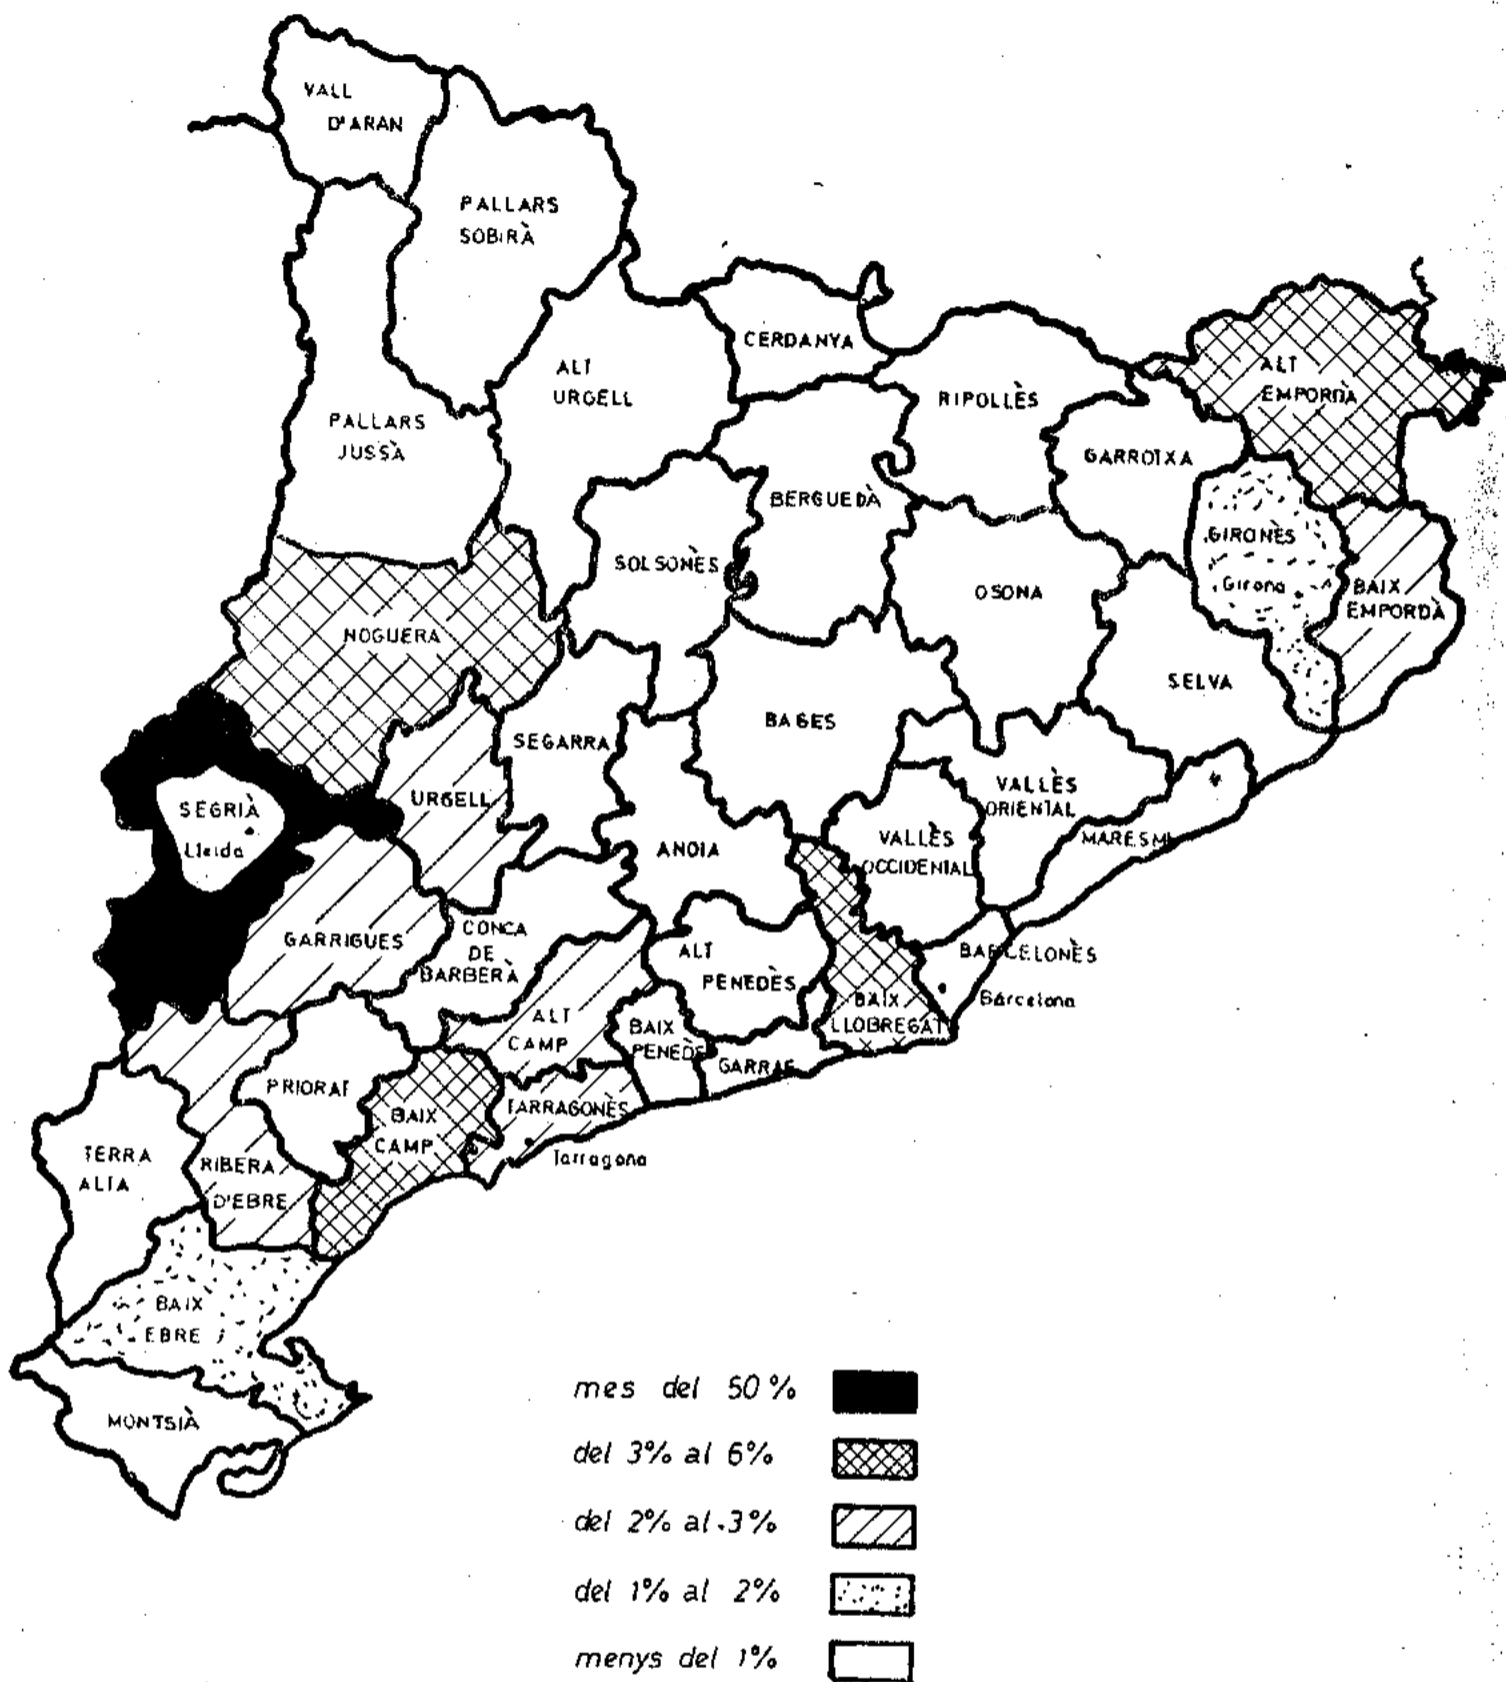 VALL
D'ARAN
PALLARS
SOBIRÀ
CERDANYA
ALT
URGELL
RIPOLLÈS
ALT
EMPORDÀ
PALLARS
JUSSÀ
GARROTXA
BERGUEDÀ
GIRONÈS
Girona
SOLSONÈS
OSONA
BAIX
EMPORDÀ
NOGUERA
SELVA
BAGES
SEGARRA
URGELL
VALLÈS
ORIENTAL
SEGRIÀ
Lleida
VALLÈS
OCCIDENTAL
MARESM
ANOIA
GARRIGUES
CONCA
DE
BARBERÀ
ALT
PENEDÈS
BARCELONÈS
Barcelona
BAIX
LLOBREGAT
ALT
CAMP
BAIX
PENEDÈ
GARRAF
PRIORAT
BAIX
CAMP
TARRAGONÈS
Tarragona
TERRA
ALTA
RIBERA
D'EBRE
BAIX
EBRE
MONTSIÀ
mes del 50%
del 3% al 6%
del 2% al 3%
del 1% al 2%
menys del 1%